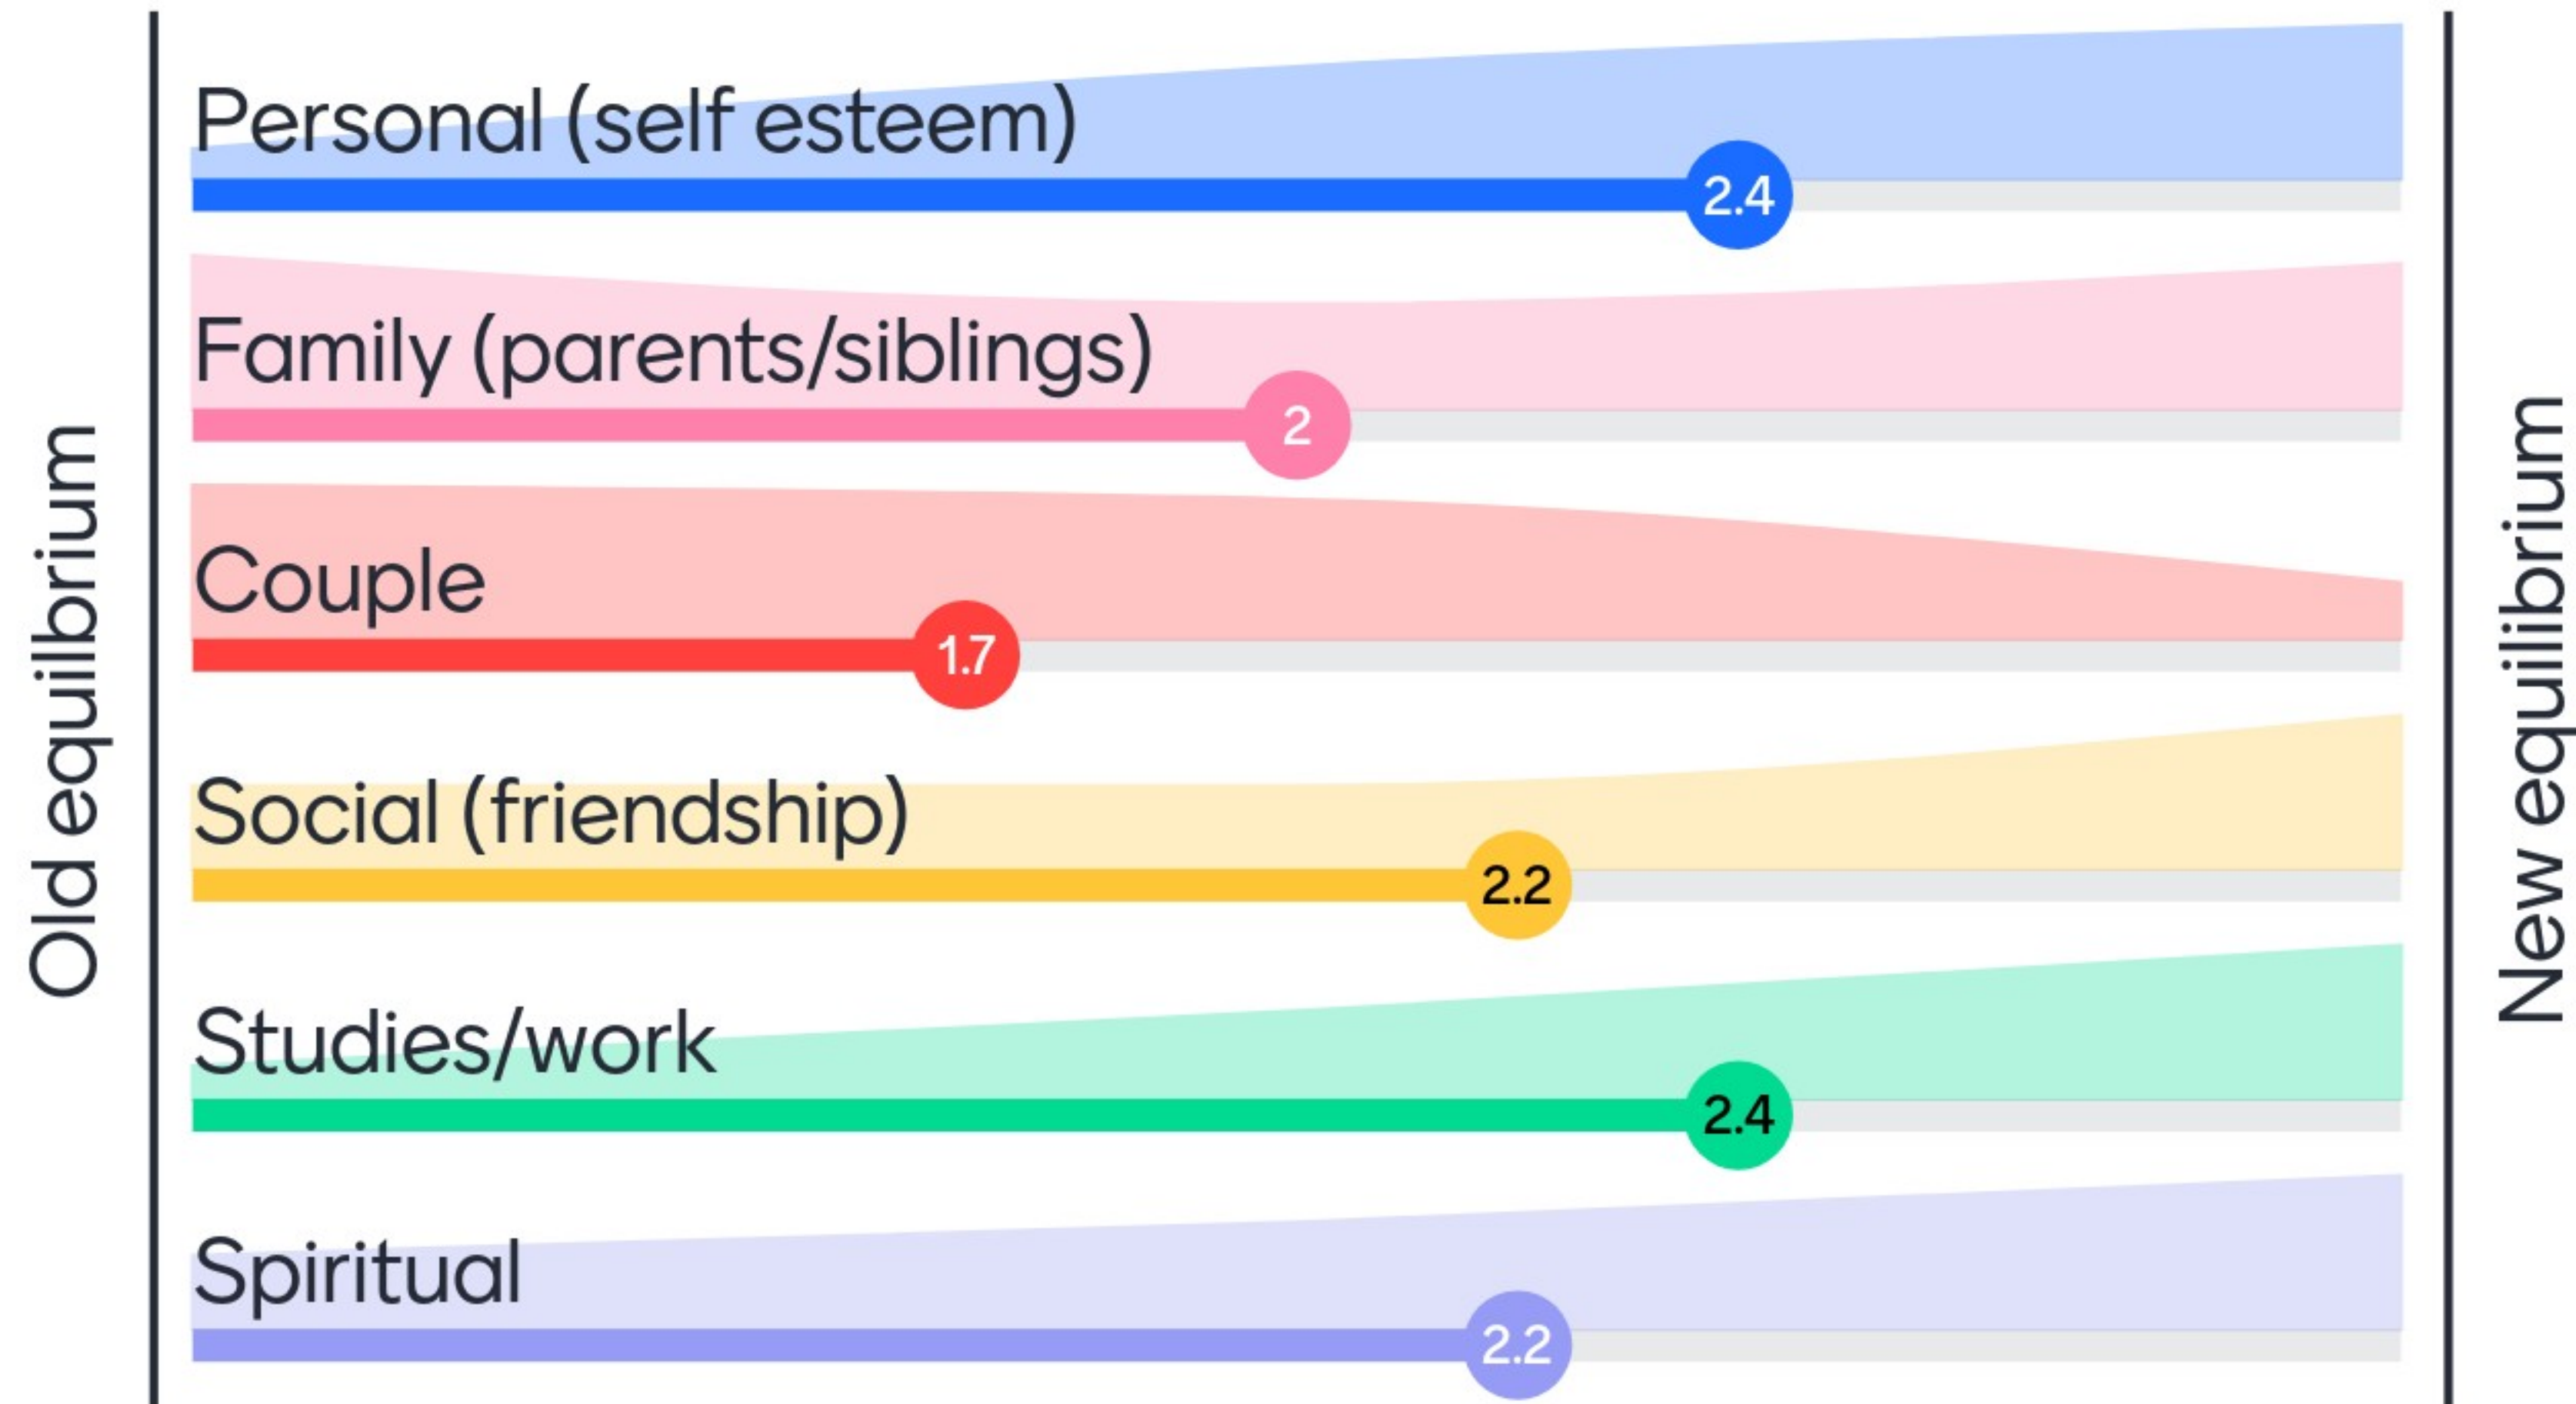 Old equilbrium
Personal (self esteem)
2.4
Family (parents/siblings)
2
Couple
1.7
Social (friendship)
2.2
Studies/work
2.4
Spiritual
2.2
New equilibrium